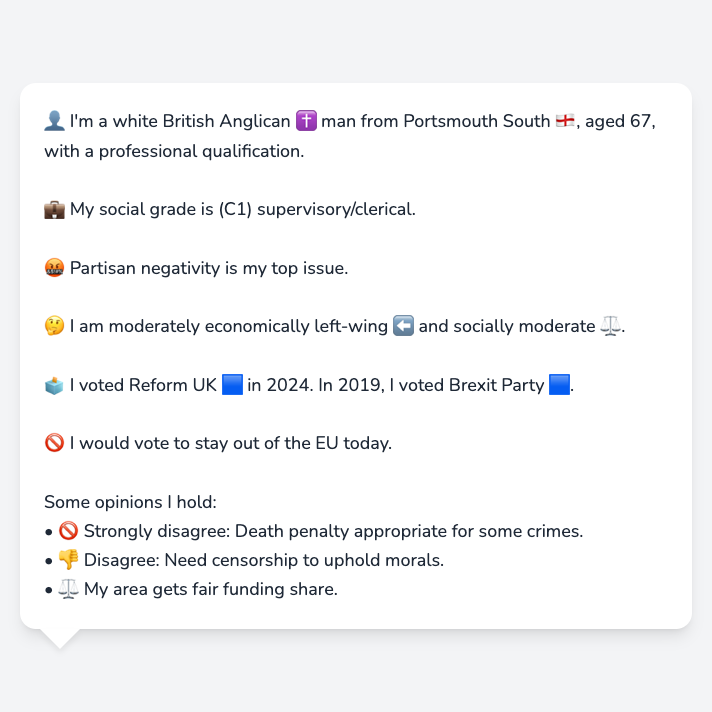 👤 I'm a white British Anglican ✝️ man from Portsmouth South 🏴󠁧󠁢󠁥󠁮󠁧󠁿, aged 67,
with a professional qualification.
💼 My social grade is (C1) supervisory/clerical.
🤬 Partisan negativity is my top issue.
🤔 I am moderately economically left-wing ⬅️ and socially moderate ⚖️.
🗳️ I voted Reform UK 🟦 in 2024. In 2019, I voted Brexit Party 🟦.
🚫 I would vote to stay out of the EU today.
Some opinions I hold:
• 🚫 Strongly disagree: Death penalty appropriate for some crimes.
• 👎 Disagree: Need censorship to uphold morals.
• ⚖️ My area gets fair funding share.